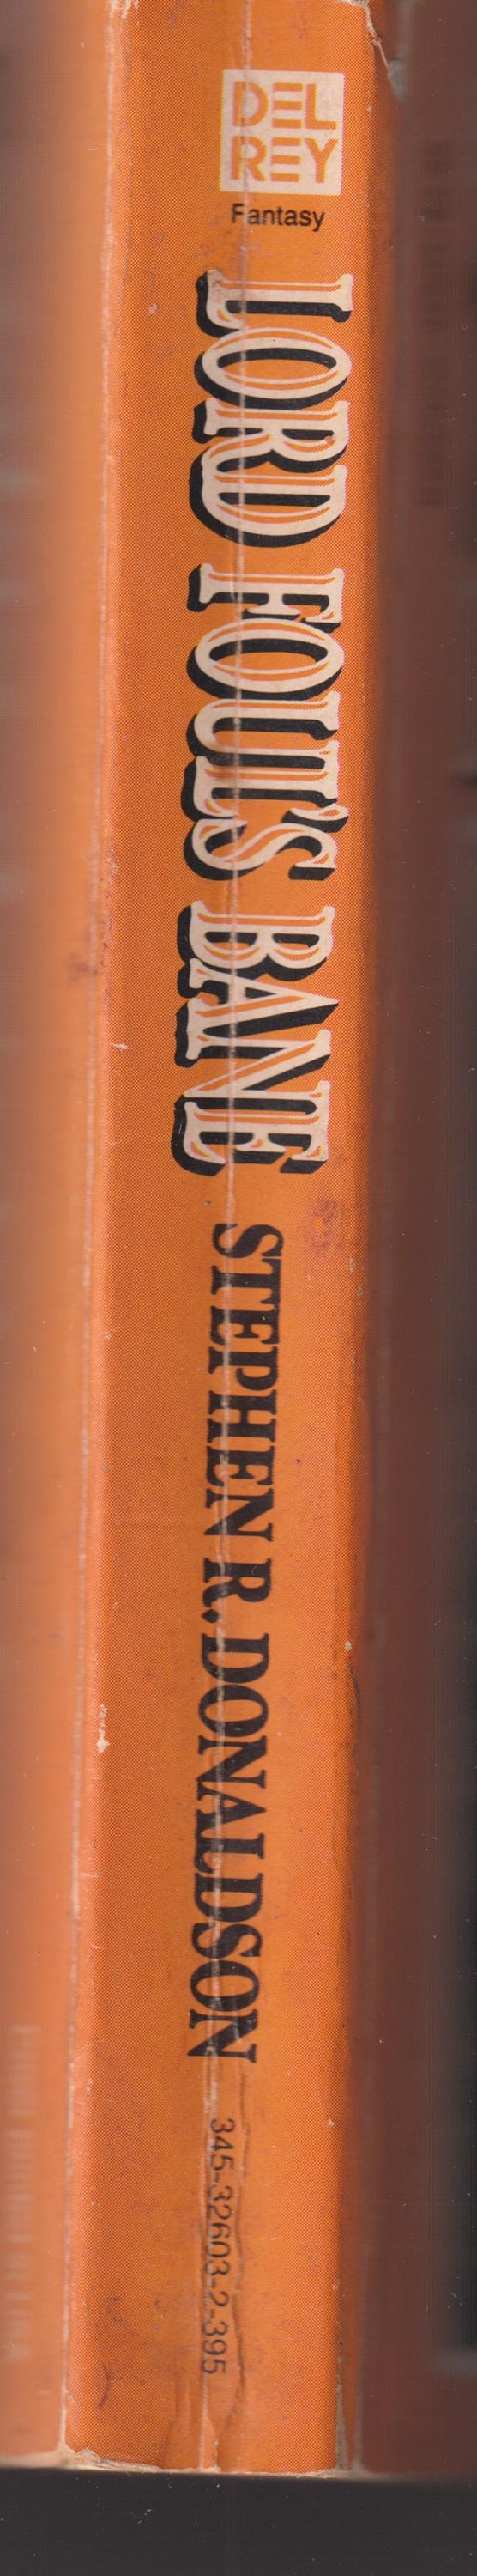 DEL
REY
Fantasy
LORD FOUL'S BANE
STEPHEN R. DONALDSON
345-32603-2-395